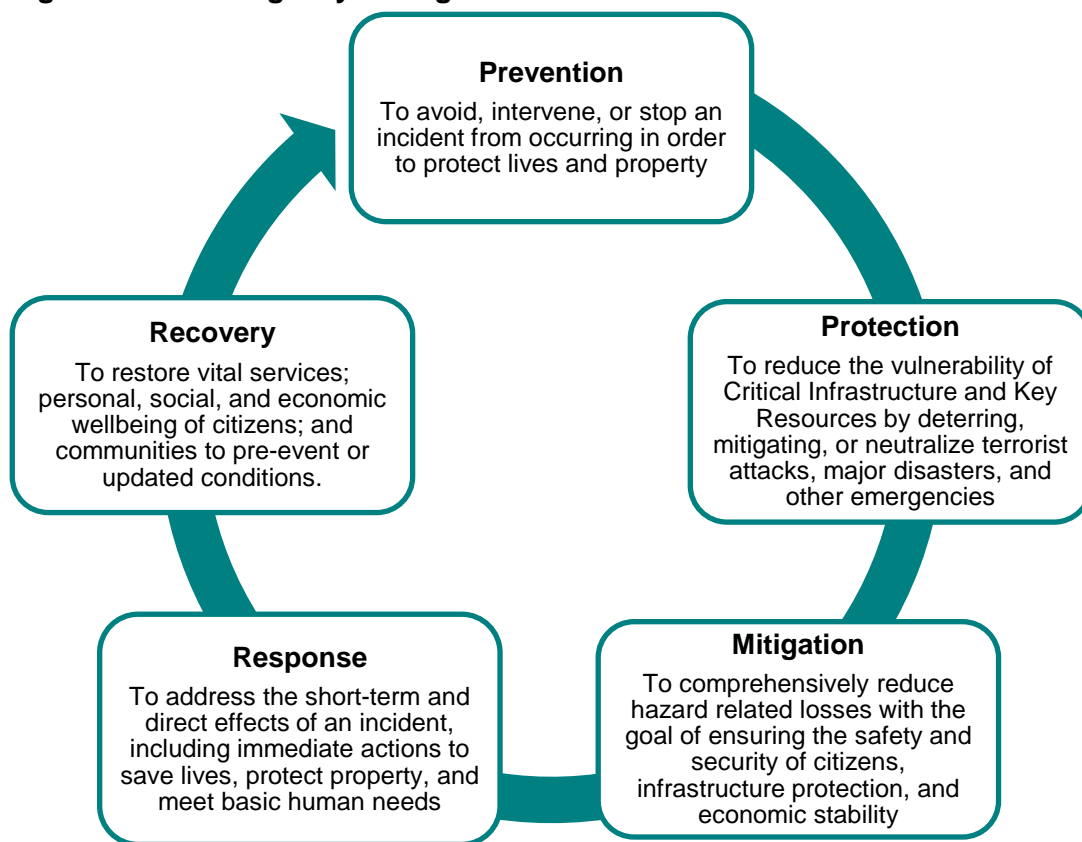 Prevention
To avoid, intervene, or stop an
incident from occurring in order
to protect lives and property
Protection
To reduce the vulnerability of
Critical Infrastructure and Key
Resources by deterring,
mitigating, or neutralize terrorist
attacks, major disasters, and
other emergencies
Mitigation
To comprehensively reduce
hazard related losses with the
goal of ensuring the safety and
security of citizens,
infrastructure protection, and
economic stability
Response
To address the short-term and
direct effects of an incident,
including immediate actions to
save lives, protect property, and
meet basic human needs
Recovery
To restore vital services;
personal, social, and economic
wellbeing of citizens; and
communities to pre-event or
updated conditions.